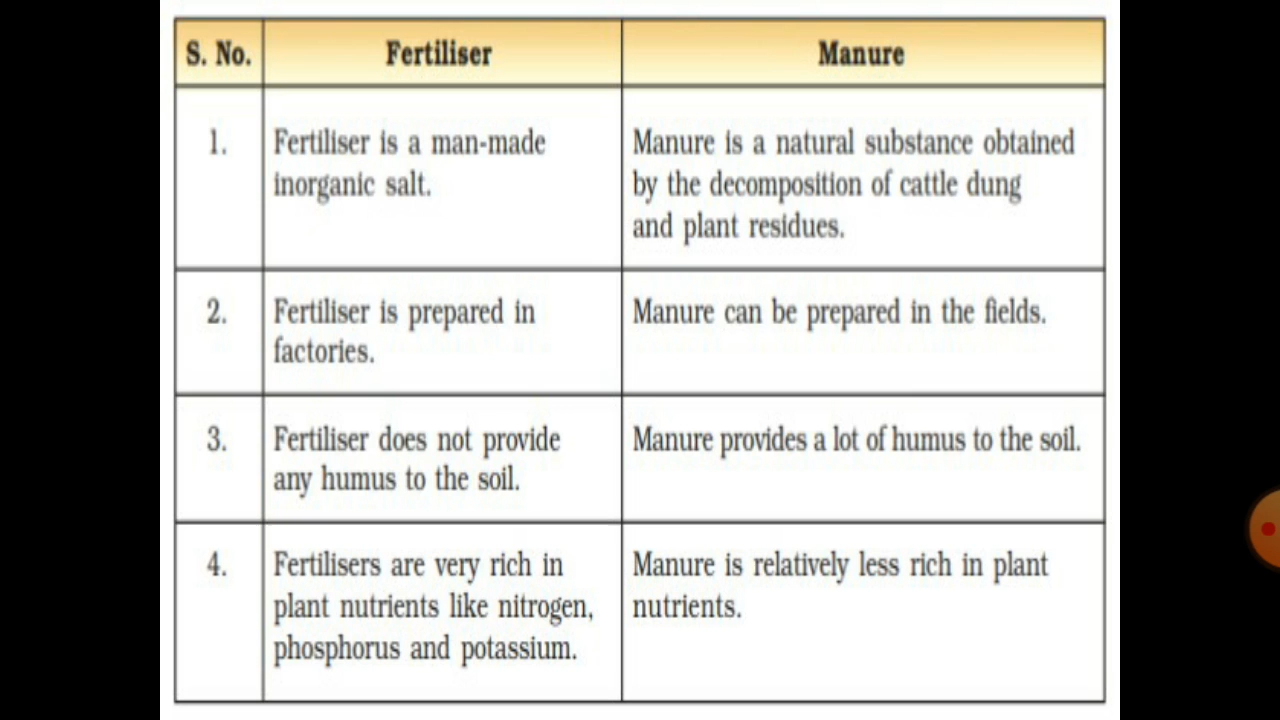 S. No. Fertiliser Manure
1. Fertiliser is a man-made Manure is a natural substance obtained
inorganic salt. by the decomposition of cattle dung
and plant residues.
2. Fertiliser is prepared in Manure can be prepared in the fields.
factories.
3. Fertiliser does not provide Manure provides a lot of humus to the soil.
any humus to the soil.
4. Fertilisers are very rich in Manure is relatively less rich in plant
plant nutrients like nitrogen, nutrients.
phosphorus and potassium.